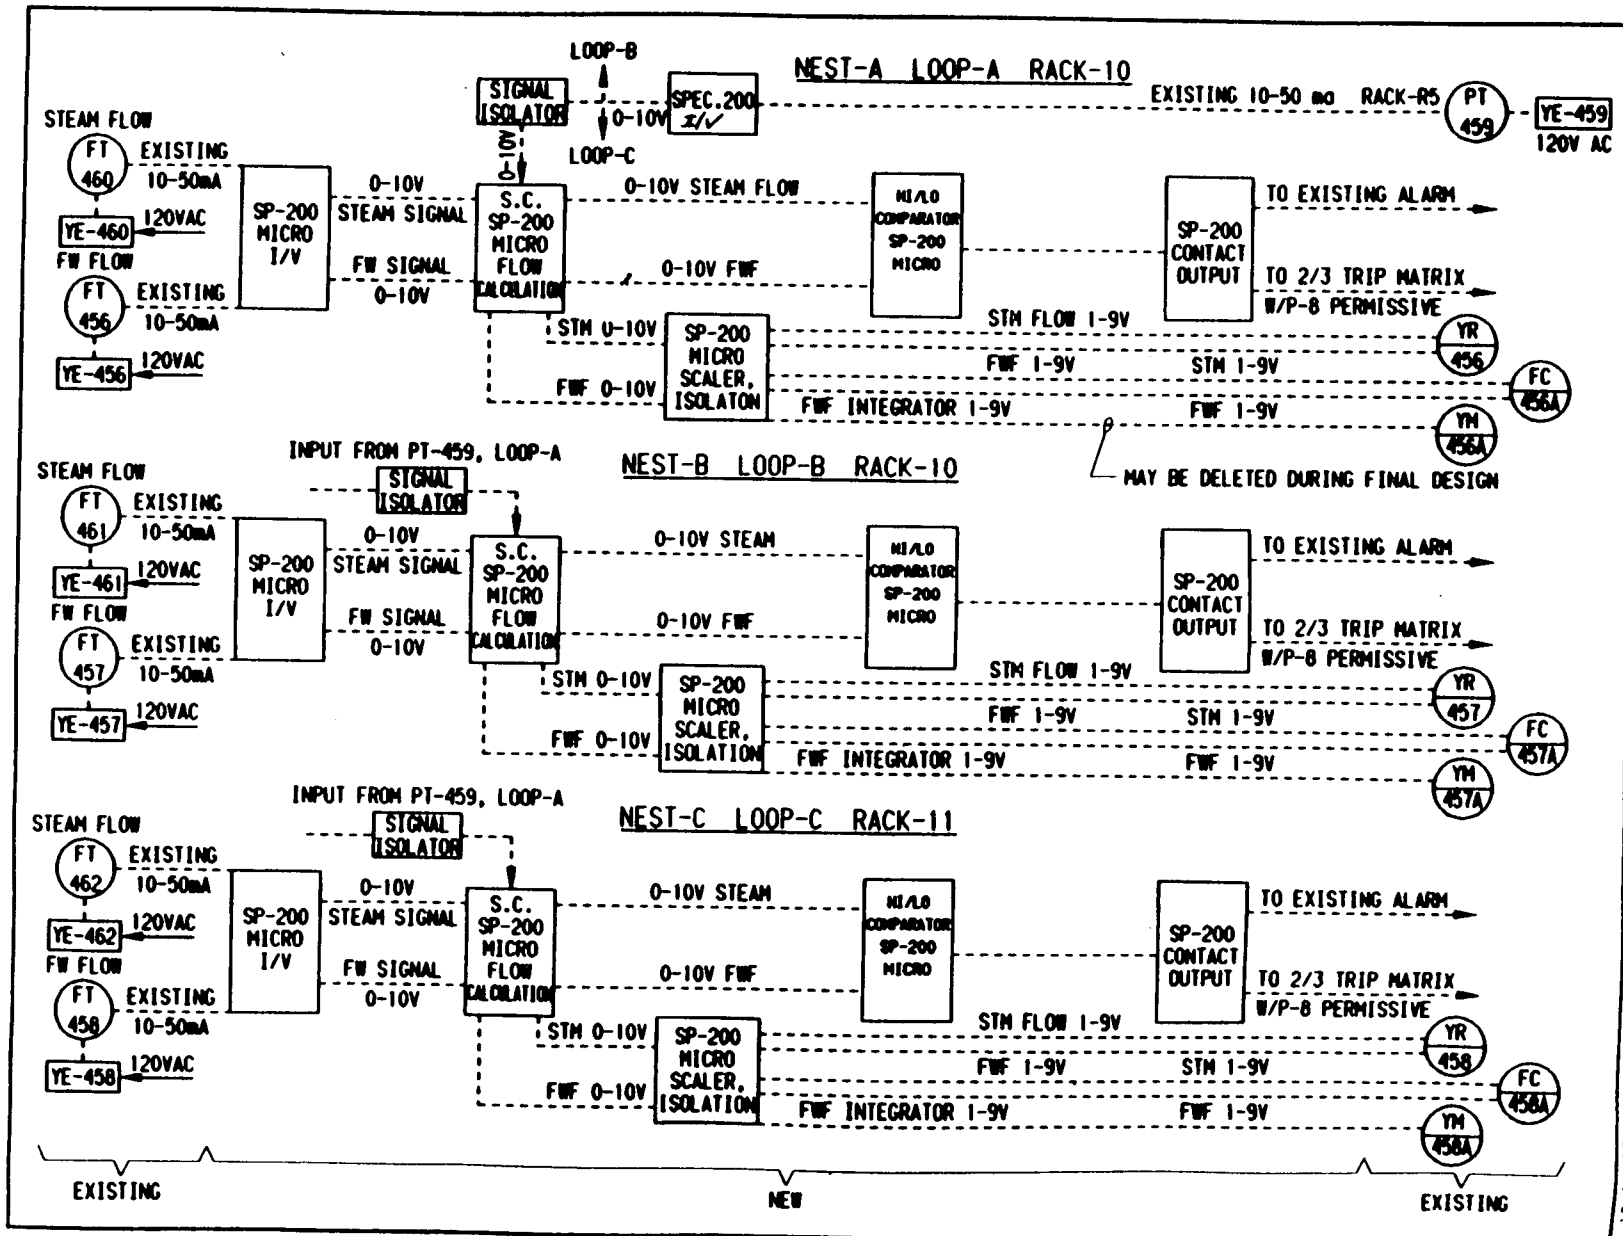 NEST-A LOOP-A RACK-10
LOOP-B
SIGNAL
ISOLATOR
0-10V
SPEC.200
I/V
LOOP-C
0-10V
EXISTING 10-50 ma RACK-R5
PT
459
YE-459
120V AC
STEAM FLOW
FT
460
EXISTING
10-50mA
YE-460
120VAC
FW FLOW
FT
456
EXISTING
10-50mA
YE-456
120VAC
SP-200
MICRO
I/V
0-10V
STEAM SIGNAL
FW SIGNAL
0-10V
S.C.
SP-200
MICRO
FLOW
CALCULATION
0-10V STEAM FLOW
0-10V FWF
HI/LO
COMPARATOR
SP-200
MICRO
SP-200
CONTACT
OUTPUT
TO EXISTING ALARM
TO 2/3 TRIP MATRIX
W/P-8 PERMISSIVE
STM 0-10V
FWF 0-10V
SP-200
MICRO
SCALER,
ISOLATON
STM FLOW 1-9V
FWF 1-9V
STM 1-9V
FWF INTEGRATOR 1-9V
FWF 1-9V
YR
456
FC
456A
YM
456A
MAY BE DELETED DURING FINAL DESIGN
INPUT FROM PT-459, LOOP-A
NEST-B LOOP-B RACK-10
SIGNAL
ISOLATOR
STEAM FLOW
FT
461
EXISTING
10-50mA
YE-461
120VAC
FW FLOW
FT
457
EXISTING
10-50mA
YE-457
120VAC
SP-200
MICRO
I/V
0-10V
STEAM SIGNAL
FW SIGNAL
0-10V
S.C.
SP-200
MICRO
FLOW
CALCULATION
0-10V STEAM
0-10V FWF
HI/LO
COMPARATOR
SP-200
MICRO
SP-200
CONTACT
OUTPUT
TO EXISTING ALARM
TO 2/3 TRIP MATRIX
W/P-8 PERMISSIVE
STM 0-10V
FWF 0-10V
SP-200
MICRO
SCALER,
ISOLATION
STM FLOW 1-9V
FWF 1-9V
STM 1-9V
FWF INTEGRATOR 1-9V
FWF 1-9V
YR
457
FC
457A
YM
457A
INPUT FROM PT-459, LOOP-A
NEST-C LOOP-C RACK-11
SIGNAL
ISOLATOR
STEAM FLOW
FT
462
EXISTING
10-50mA
YE-462
120VAC
FW FLOW
FT
458
EXISTING
10-50mA
YE-458
120VAC
SP-200
MICRO
I/V
0-10V
STEAM SIGNAL
FW SIGNAL
0-10V
S.C.
SP-200
MICRO
FLOW
CALCULATION
0-10V STEAM
0-10V FWF
HI/LO
COMPARATOR
SP-200
MICRO
SP-200
CONTACT
OUTPUT
TO EXISTING ALARM
TO 2/3 TRIP MATRIX
W/P-8 PERMISSIVE
STM 0-10V
FWF 0-10V
SP-200
MICRO
SCALER,
ISOLATION
STM FLOW 1-9V
FWF 1-9V
STM 1-9V
FWF INTEGRATOR 1-9V
FWF 1-9V
YR
458
FC
458A
YM
458A
EXISTING
NEW
EXISTING